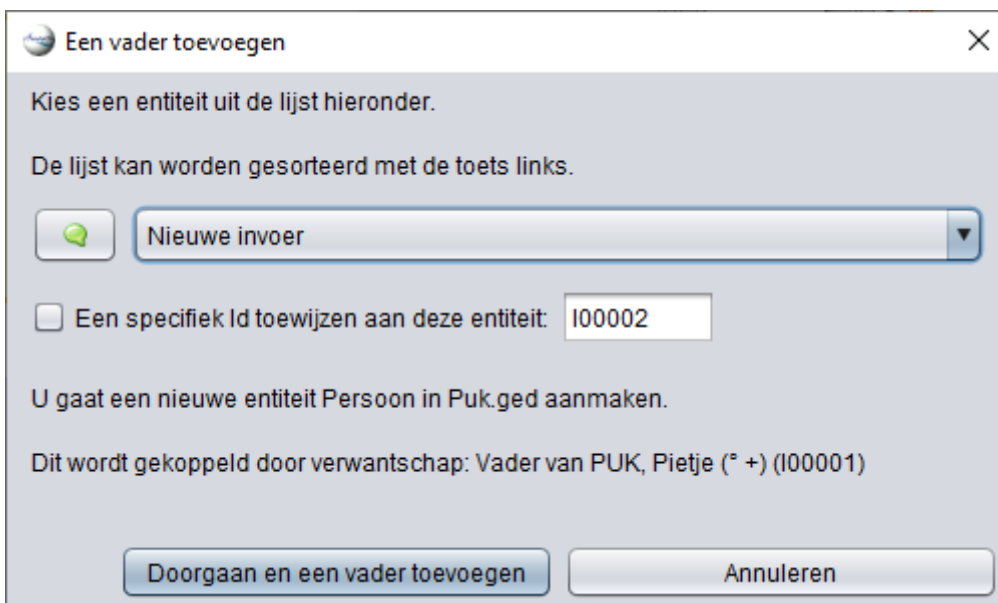 Een vader toevoegen
Kies een entiteit uit de lijst hieronder.
De lijst kan worden gesorteerd met de toets links.
Nieuwe invoer
Een specifiek Id toewijzen aan deze entiteit: I00002
U gaat een nieuwe entiteit Persoon in Puk.ged aanmaken.
Dit wordt gekoppeld door verwantschap: Vader van PUK, Pietje (° +) (I00001)
Doorgaan en een vader toevoegen Annuleren